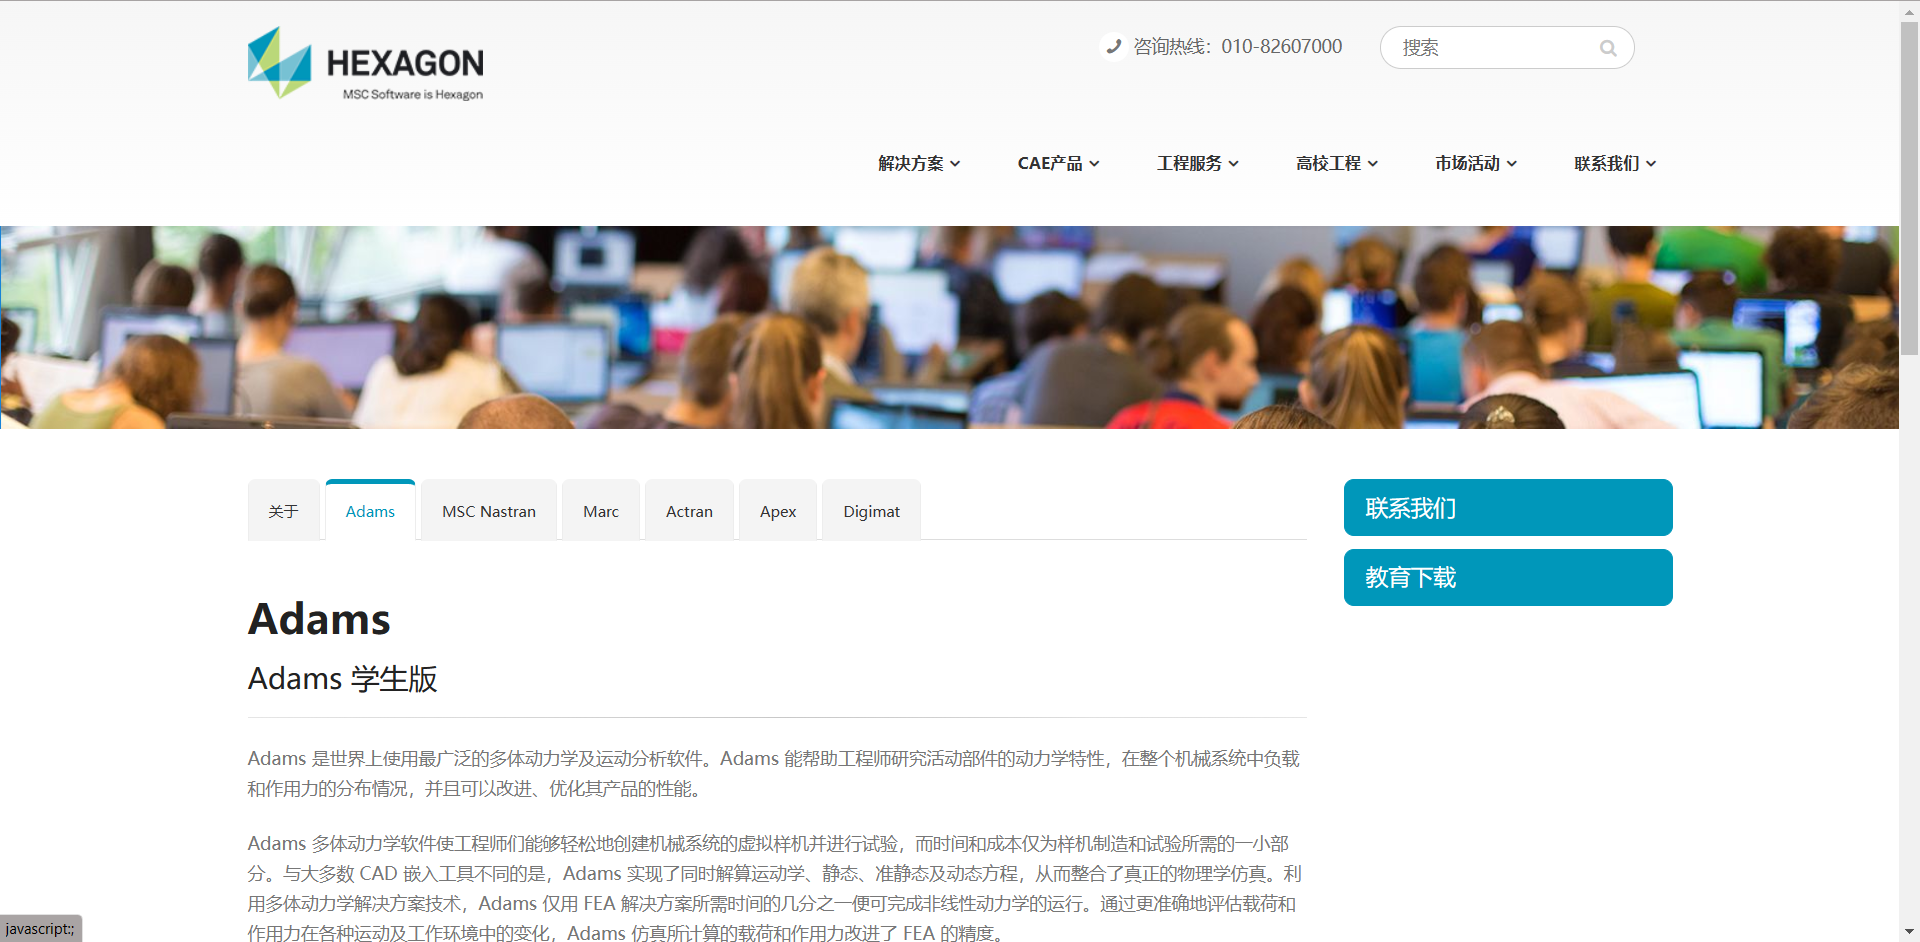 HEXAGON
MSC Software is Hexagon
咨询热线：010-82607000
搜索
解决方案
CAE产品
工程服务
高校工程
市场活动
联系我们
关于
Adams
MSC Nastran
Marc
Actran
Apex
Digimat
联系我们
教育下载
Adams
Adams 学生版
Adams 是世界上使用最广泛的多体动力学及运动分析软件。Adams 能帮助工程师研究活动部件的动力学特性，在整个机械系统中负载
和作用力的分布情况，并且可以改进、优化其产品的性能。
Adams 多体动力学软件使工程师们能够轻松地创建机械系统的虚拟样机并进行试验，而时间和成本仅为样机制造和试验所需的一小部
分。与大多数 CAD 嵌入工具不同的是，Adams 实现了同时解算运动学、静态、准静态及动态方程，从而整合了真正的物理学仿真。利
用多体动力学解决方案技术，Adams 仅用 FEA 解决方案所需时间的几分之一便可完成非线性动力学的运行。通过更准确地评估载荷和
作用力在各种运动及工作环境中的变化，Adams 仿真所计算的载荷和作用力改进了 FEA 的精度。
javascript:;